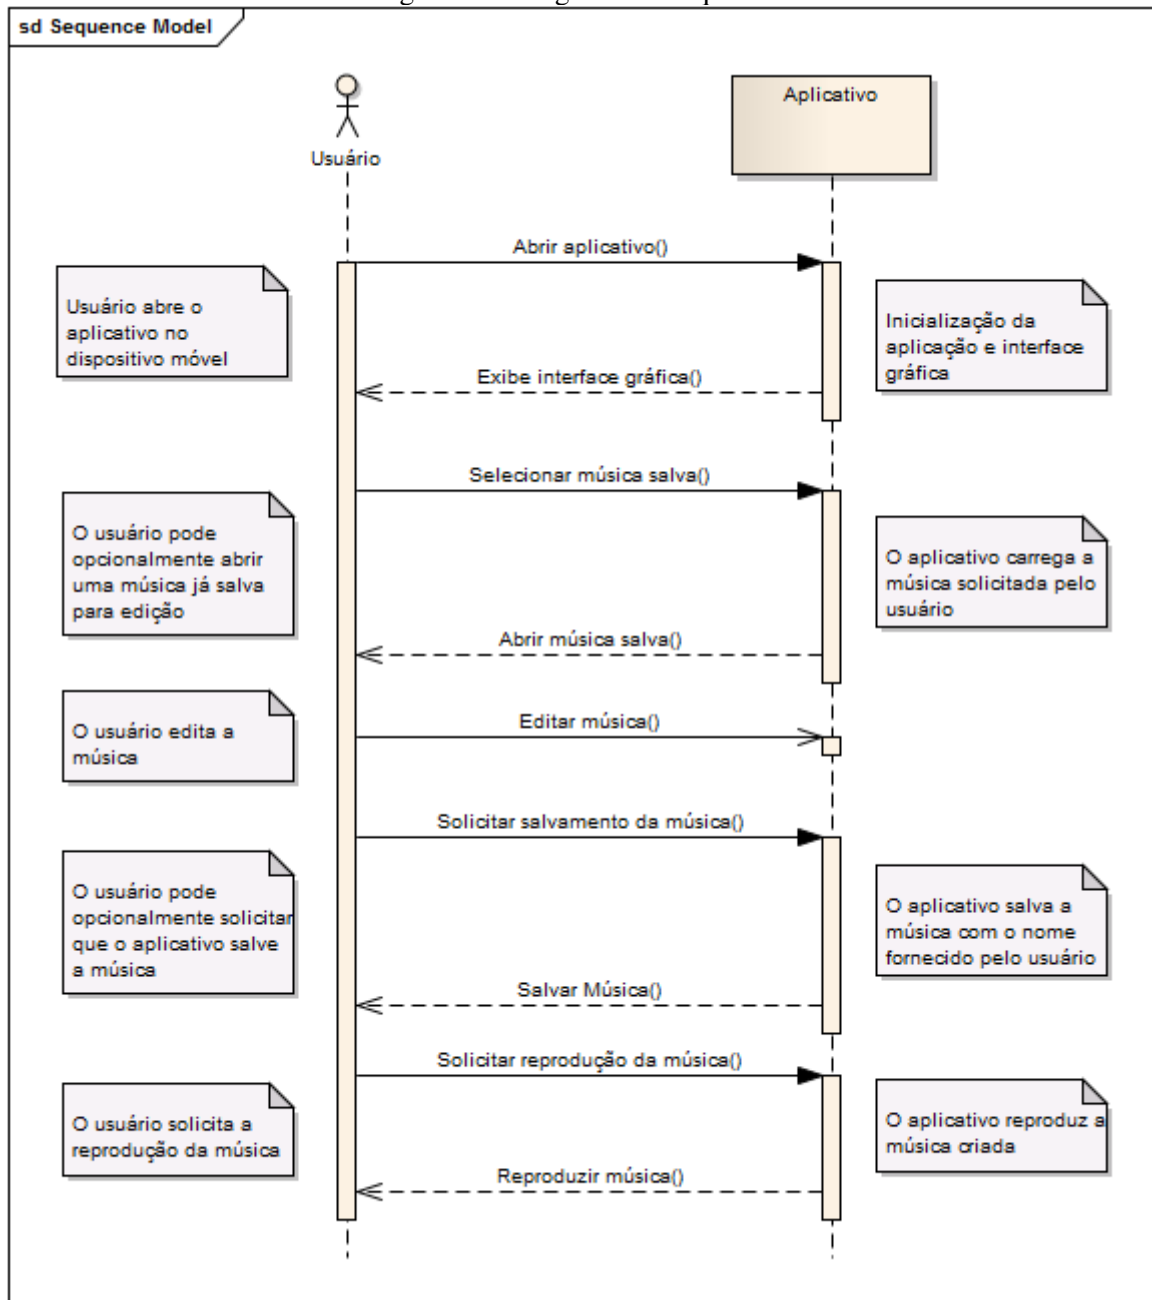 sd Sequence Model
Usuário
Aplicativo
Abrir aplicativo()
Usuário abre o
aplicativo no
dispositivo móvel
Inicialização da
aplicação e interface
gráfica
Exibe interface gráfica()
Selecionar música salva()
O usuário pode
opcionalmente abrir
uma música já salva
para edição
O aplicativo carrega a
música solicitada pelo
usuário
Abrir música salva()
O usuário edita a
música
Editar música()
Solicitar salvamento da música()
O usuário pode
opcionalmente solicitar
que o aplicativo salve
a música
O aplicativo salva a
música com o nome
fornecido pelo usuário
Salvar Música()
Solicitar reprodução da música()
O usuário solicita a
reprodução da música
O aplicativo reproduz a
música criada
Reproduzir música()